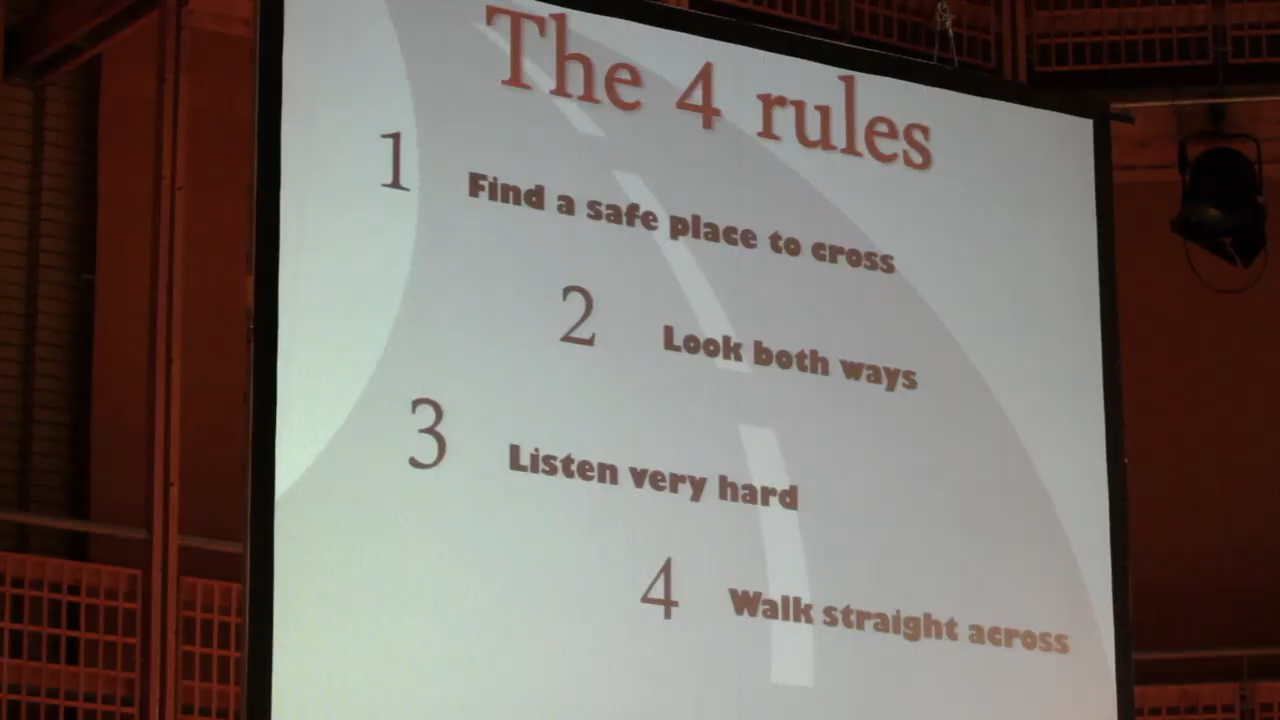 The 4 rules
1 Find a safe place to cross
2 Look both ways
3 Listen very hard
4 Walk straight across